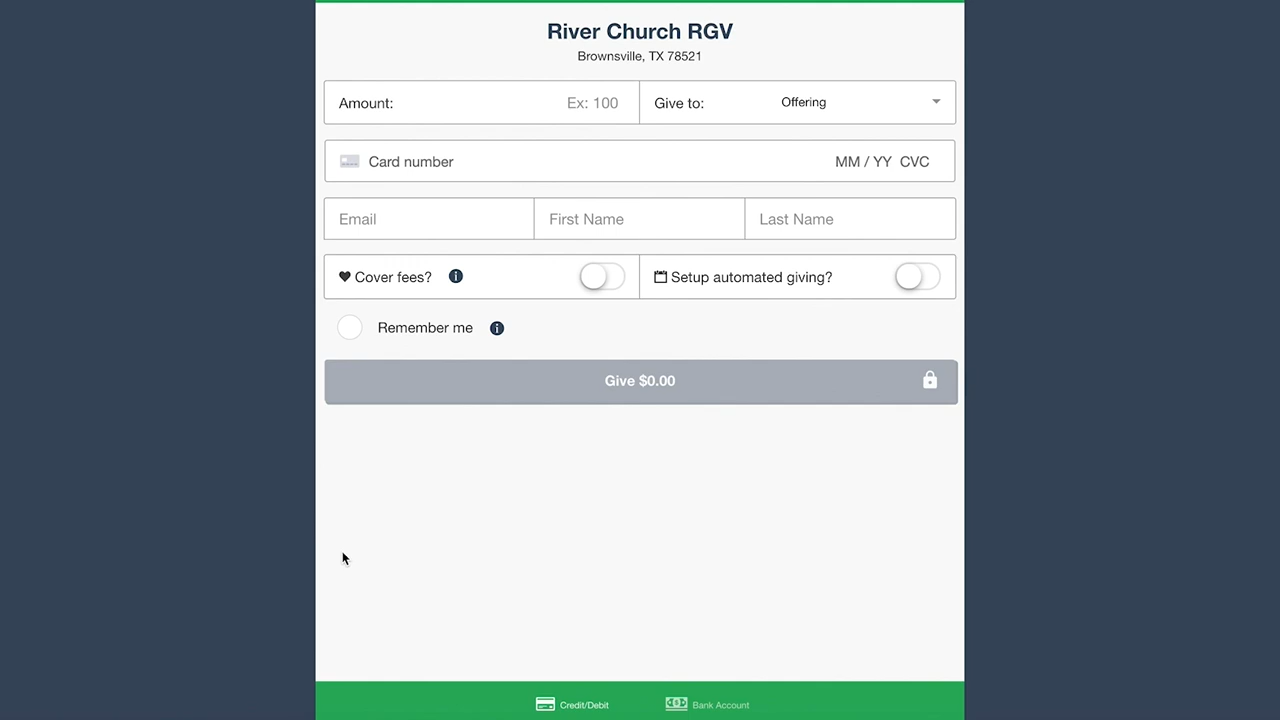 River Church RGV
Brownsville, TX 78521
Amount: Ex: 100 Give to: Offering
Card number MM / YY CVC
Email First Name Last Name
Cover fees? i Setup automated giving?
Remember me i
Give $0.00
Credit/Debit Bank Account